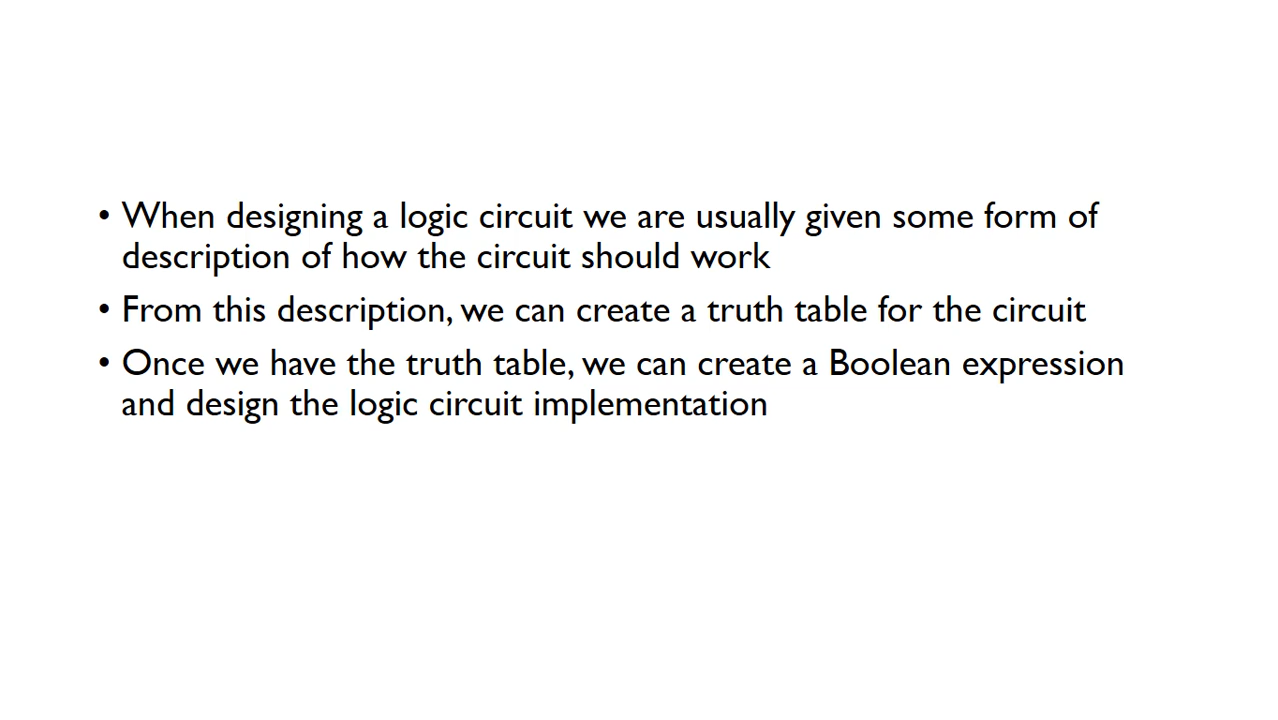 • When designing a logic circuit we are usually given some form of
description of how the circuit should work
• From this description, we can create a truth table for the circuit
• Once we have the truth table, we can create a Boolean expression
and design the logic circuit implementation